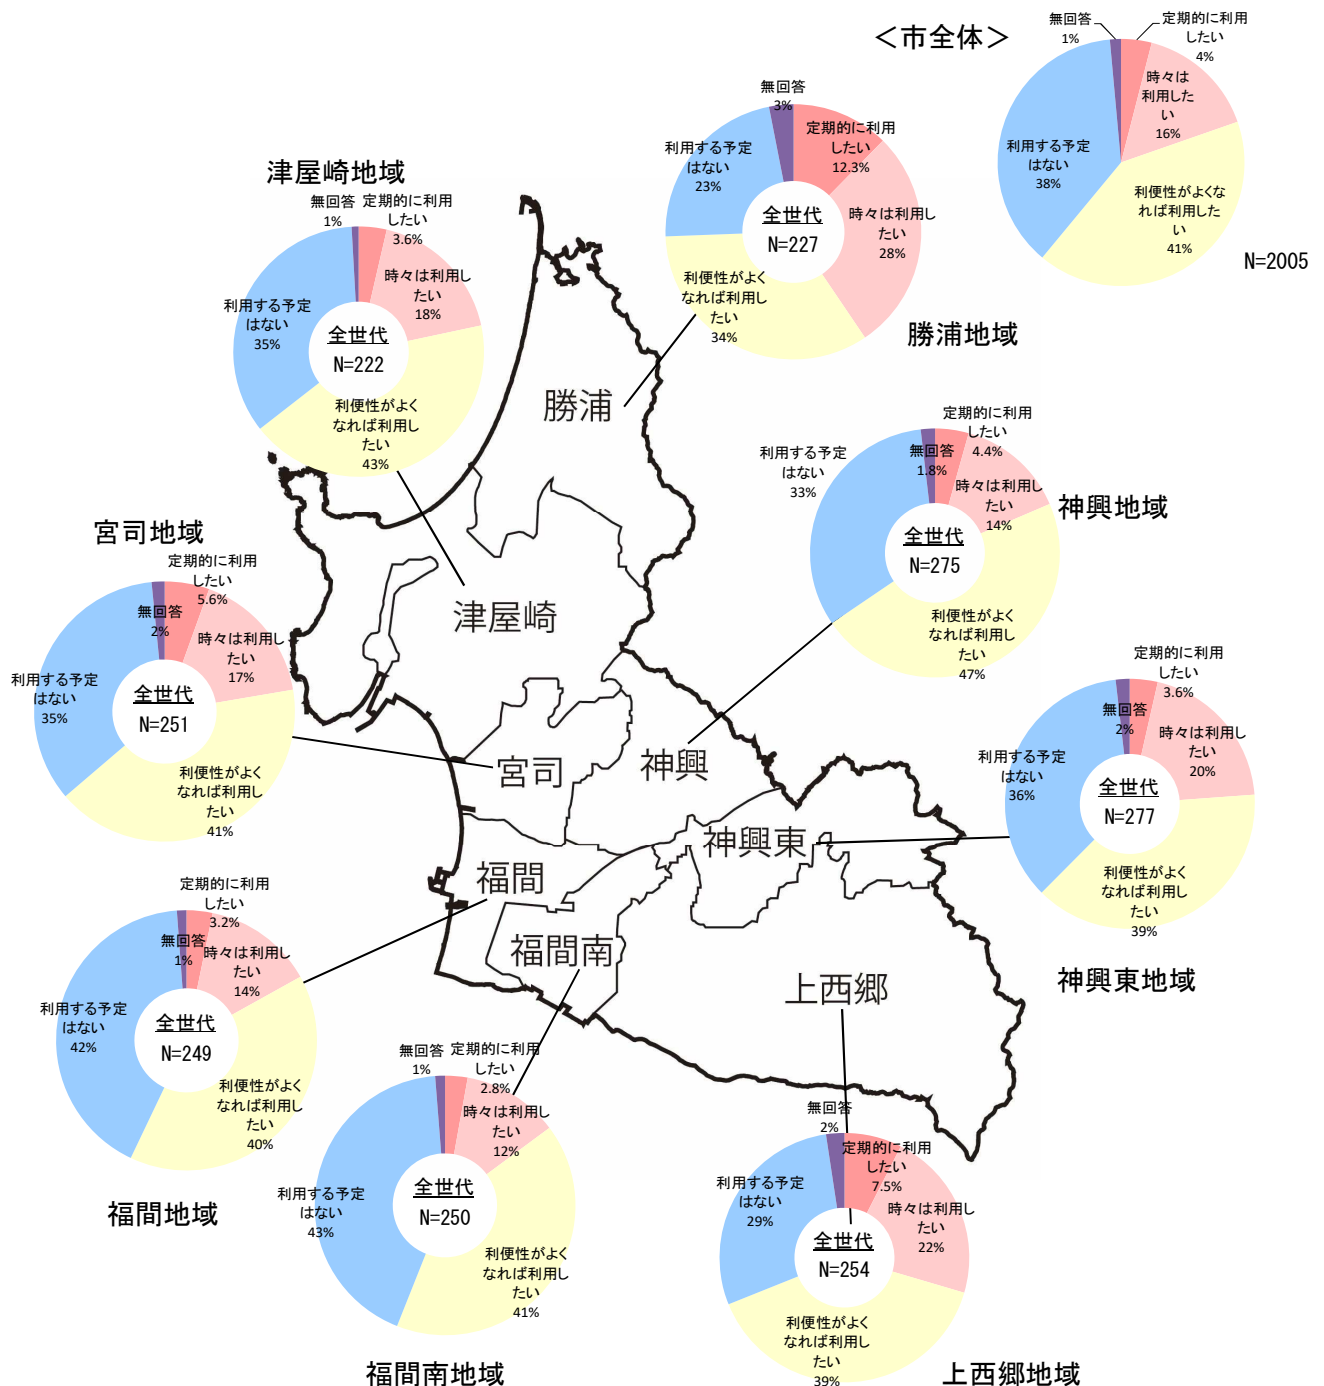 ＜市全体＞
無回答
1%
定期的に利用
したい
4%
時々は
利用した
い
16%
利用する予定
はない
38%
利便性がよくな
れば利用した
い
41%
N=2005
無回答
3%
定期的に利用
したい
12.3%
利用する予定
はない
23%
全世代
N=227
時々は利用し
たい
28%
利便性がよく
なれば利用し
たい
34%
勝浦地域
津屋崎地域
無回答
1%
定期的に利用
したい
3.6%
時々は利用し
たい
18%
利用する予定
はない
35%
全世代
N=222
利便性がよく
なれば利用し
たい
43%
勝浦
定期的に利用
したい
4.4%
無回答
1.8%
利用する予定
はない
33%
時々は利用し
たい
14%
神興地域
全世代
N=275
利便性がよく
なれば利用し
たい
47%
宮司地域
定期的に利用
したい
5.6%
無回答
2%
時々は利用し
たい
17%
利用する予定
はない
35%
全世代
N=251
利便性がよく
なれば利用し
たい
41%
津屋崎
宮司
神興
定期的に利用
したい
3.6%
無回答
2%
時々は利用し
たい
20%
利用する予定
はない
36%
全世代
N=277
利便性がよく
なれば利用し
たい
39%
神興東地域
神興東
福間
福間南
上西郷
定期的に利用
したい
3.2%
無回答
1%
時々は利用し
たい
14%
利用する予定
はない
42%
全世代
N=249
利便性がよく
なれば利用し
たい
40%
福間地域
無回答
1%
定期的に利用
したい
2.8%
時々は利用し
たい
12%
利用する予定
はない
43%
全世代
N=250
利便性がよく
なれば利用し
たい
41%
福間南地域
無回答
2%
定期的に利用
したい
7.5%
利用する予定
はない
29%
時々は利用し
たい
22%
全世代
N=254
利便性がよく
なれば利用し
たい
39%
上西郷地域